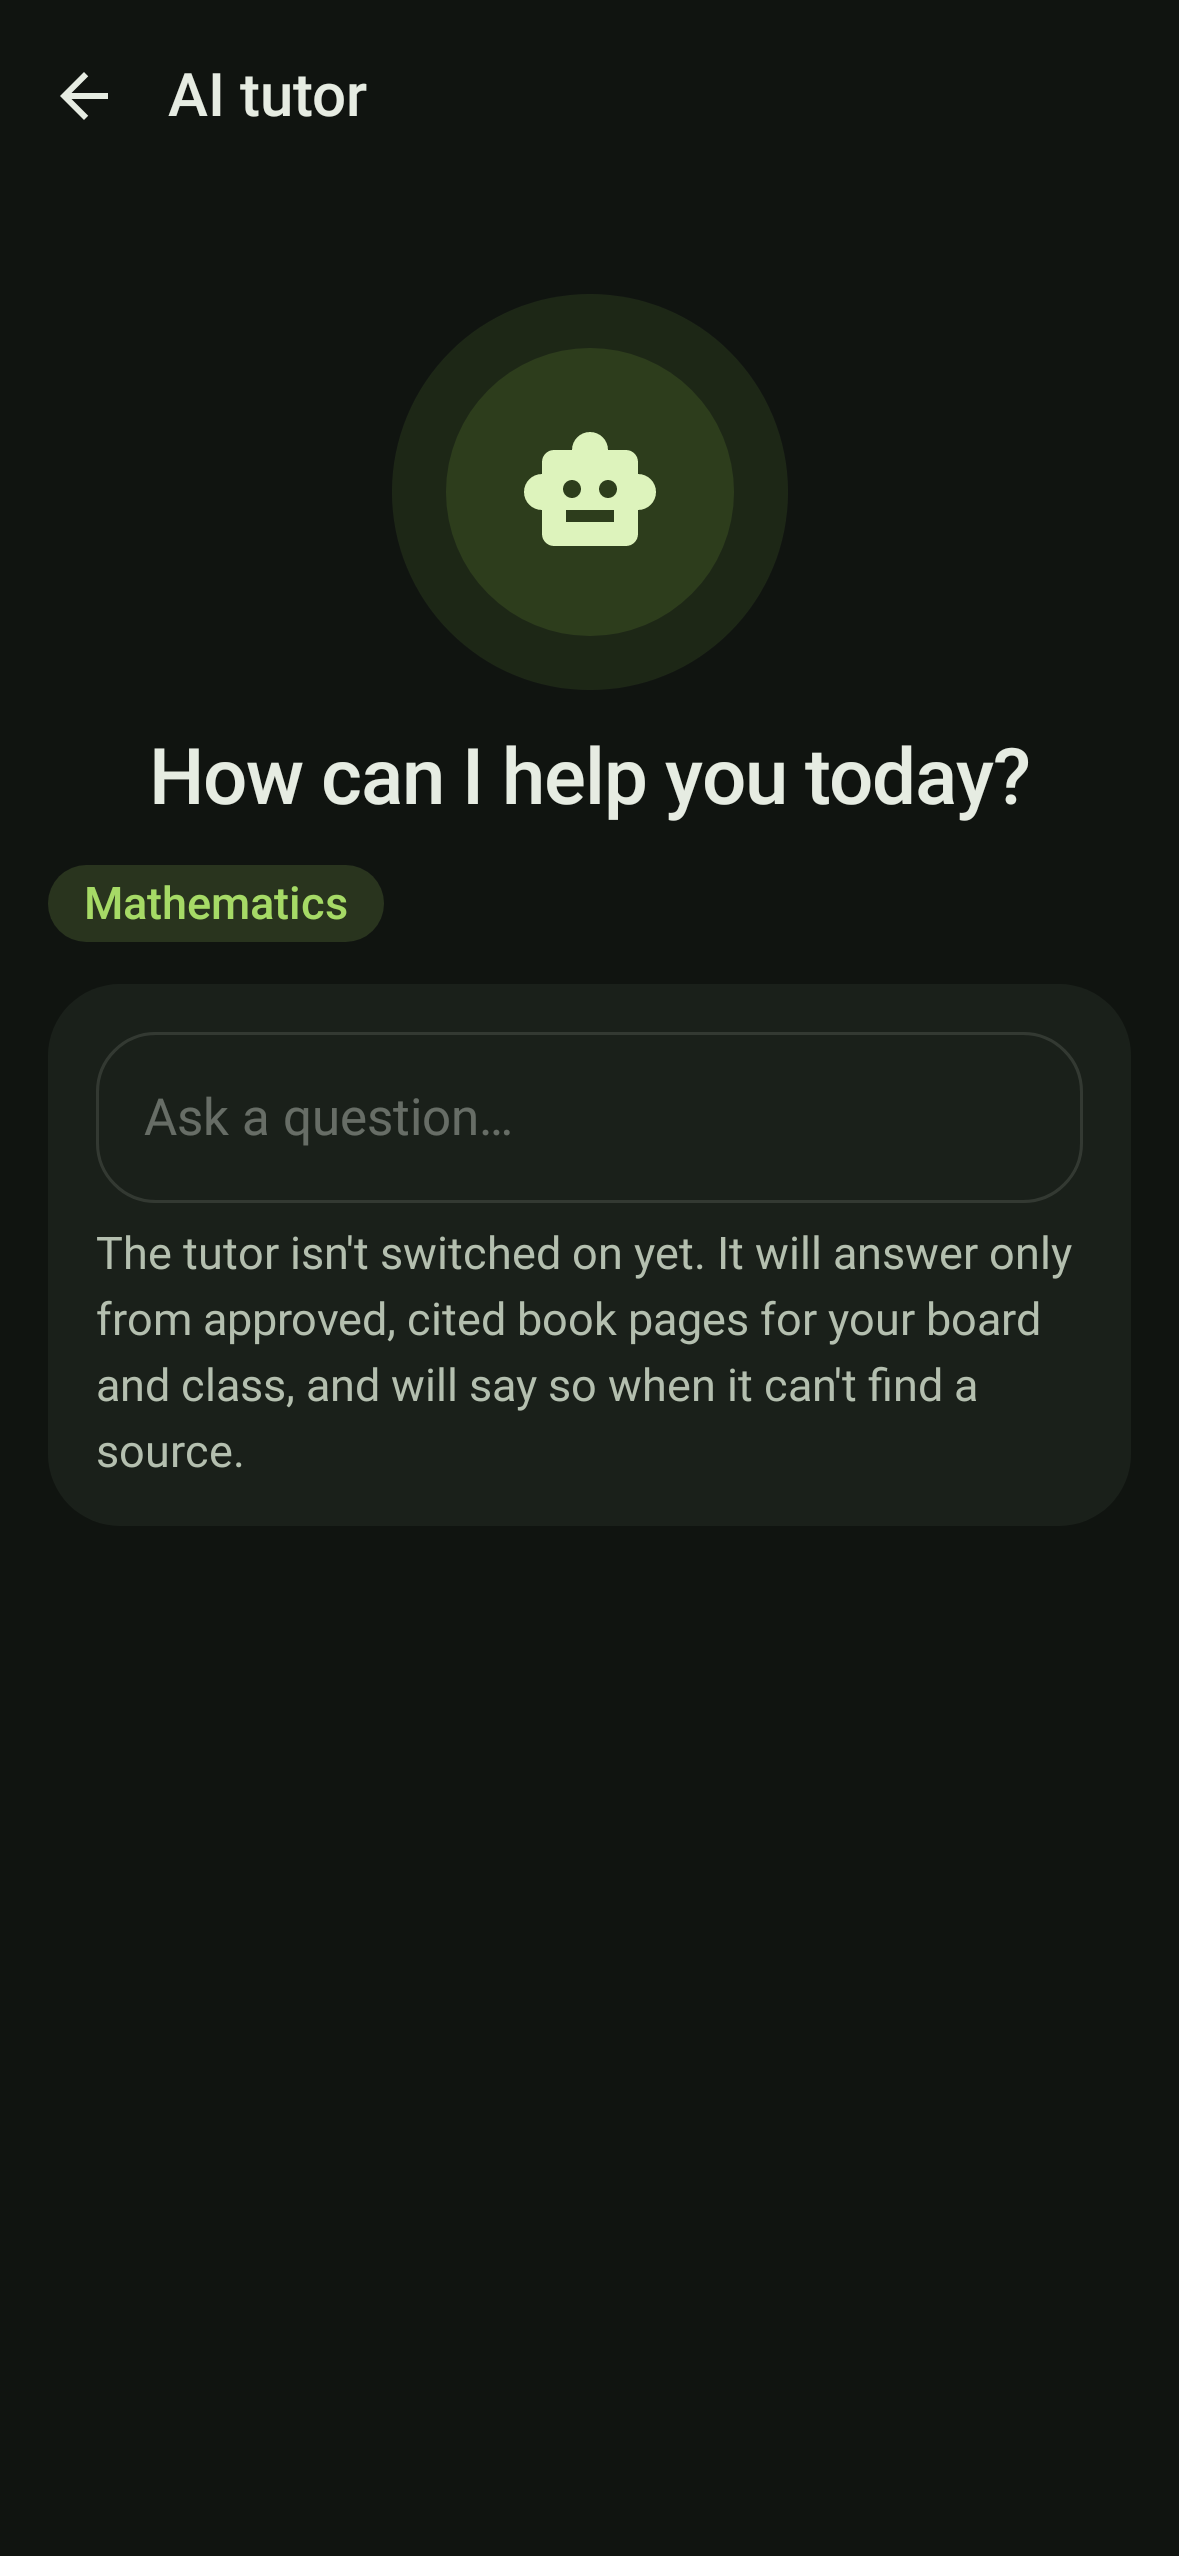 AI tutor
How can I help you today?
Mathematics
Ask a question...
The tutor isn't switched on yet. It will answer only
from approved, cited book pages for your board
and class, and will say so when it can't find a
source.